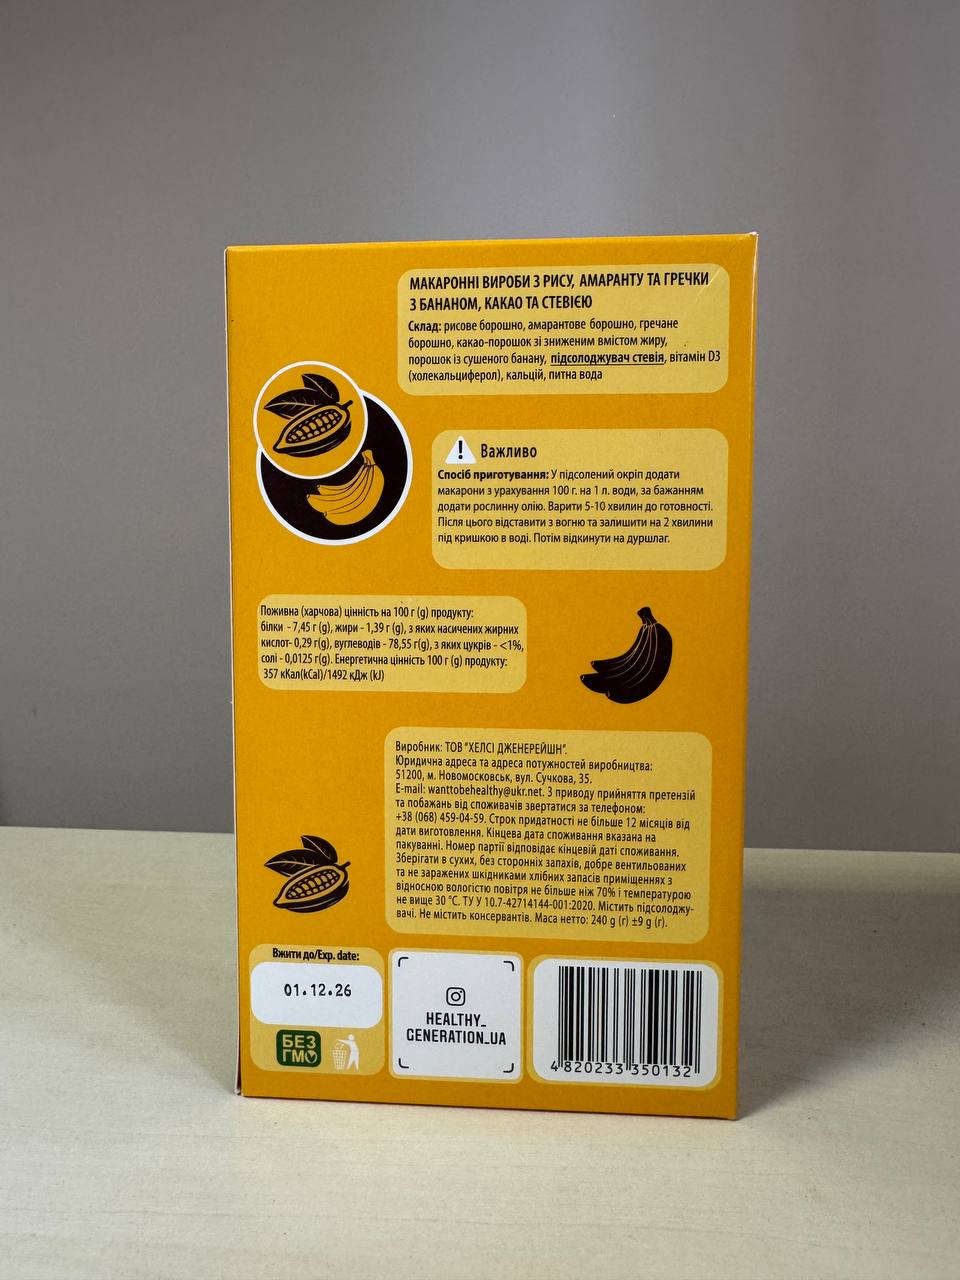 МАКАРОННІ ВИРОБИ З РИСУ, АМАРАНТУ ТА ГРЕЧКИ
З БАНАНОМ, КАКАО ТА СТЕВІЄЮ
Склад: рисове борошно, амарантове борошно, гречане
борошно, какао-порошок зі зниженим вмістом жиру,
порошок із сушеного банану, підсолоджувач стевія, вітамін D3
(холекальциферол), кальцій, питна вода
! Важливо
Спосіб приготування: У підсолений окріп додати
макарони з урахування 100 г. на 1 л. води, за бажанням
додати рослинну олію. Варити 5-10 хвилин до готовності.
Після цього відставити з вогню та залишити на 2 хвилини
під кришкою в воді. Потім відкинути на друшлаг.
Поживна (харчова) цінність на 100 г (g) продукту:
білки - 7,45 г (g), жири - 1,39 г (g), з яких насичених жирних
кислот- 0,29 г(g), вуглеводів - 78,55 г(g), з яких цукрів - <1%,
солі - 0,0125 г(g). Енергетична цінність 100 г (g) продукту:
357 кКал(kCal)/1492 кДж (kJ)
Виробник: ТОВ "ХЕЛСІ ДЖЕНЕРЕЙШН".
Юридична адреса та адреса потужностей виробництва:
51200, м. Новомосковськ, вул. Сучкова, 35.
E-mail: wanttobehealthy@ukr.net. З приводу прийняття претензій
та побажань від споживачів звертатися за телефоном:
+38 (068) 459-04-59. Строк придатності не більше 12 місяців від
дати виготовлення. Кінцева дата споживання вказана на
пакуванні. Номер партії відповідає кінцевій даті споживання.
Зберігати в сухих, без сторонніх запахів, добре вентильованих
та не заражених шкідниками хлібних запасів приміщеннях з
відносною вологістю повітря не більше ніж 70% і температурою
не вище 30 °С. ТУ У 10.7-42714144-001:2020. Містить підсолоджу-
вачі. Не містить консервантів. Маса нетто: 240 g (г) ±9 g (г).
Вжити до/Exp. date:
01.12.26
БЕЗ
ГМО
HEALTHY_
GENERATION_UA
4 820233 350132